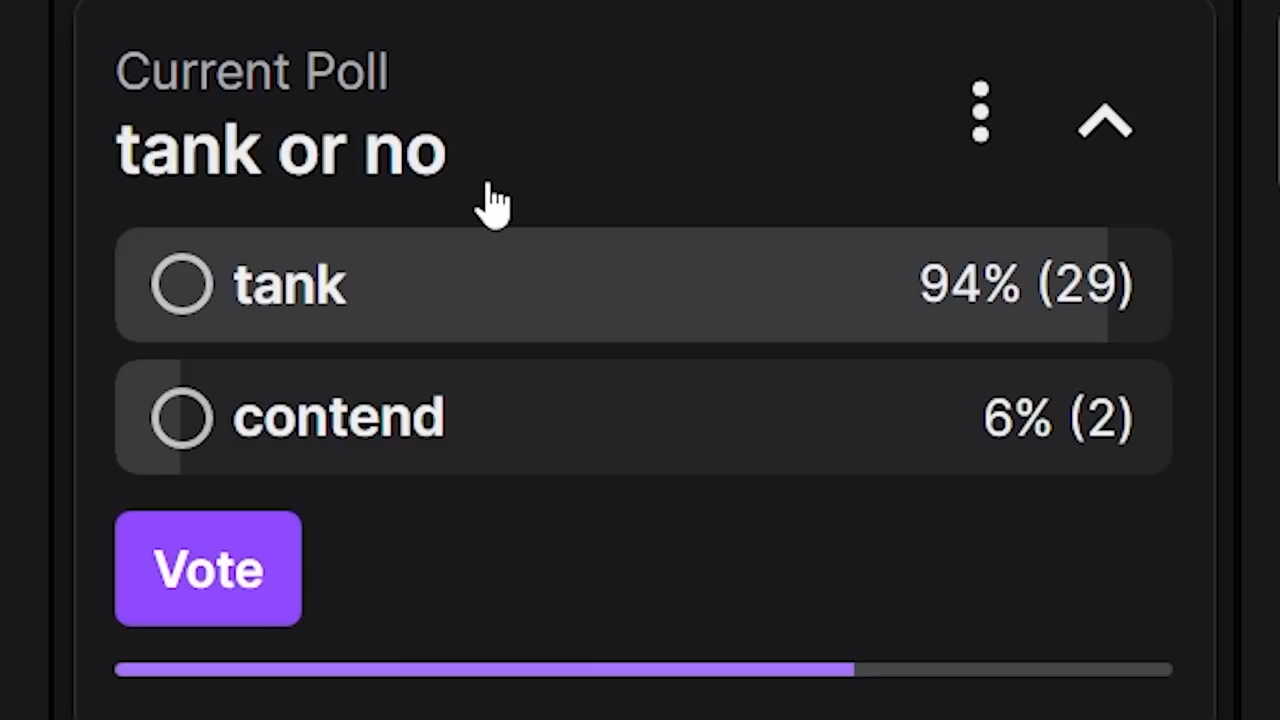 Current Poll
tank or no
tank 94% (29)
contend 6% (2)
Vote